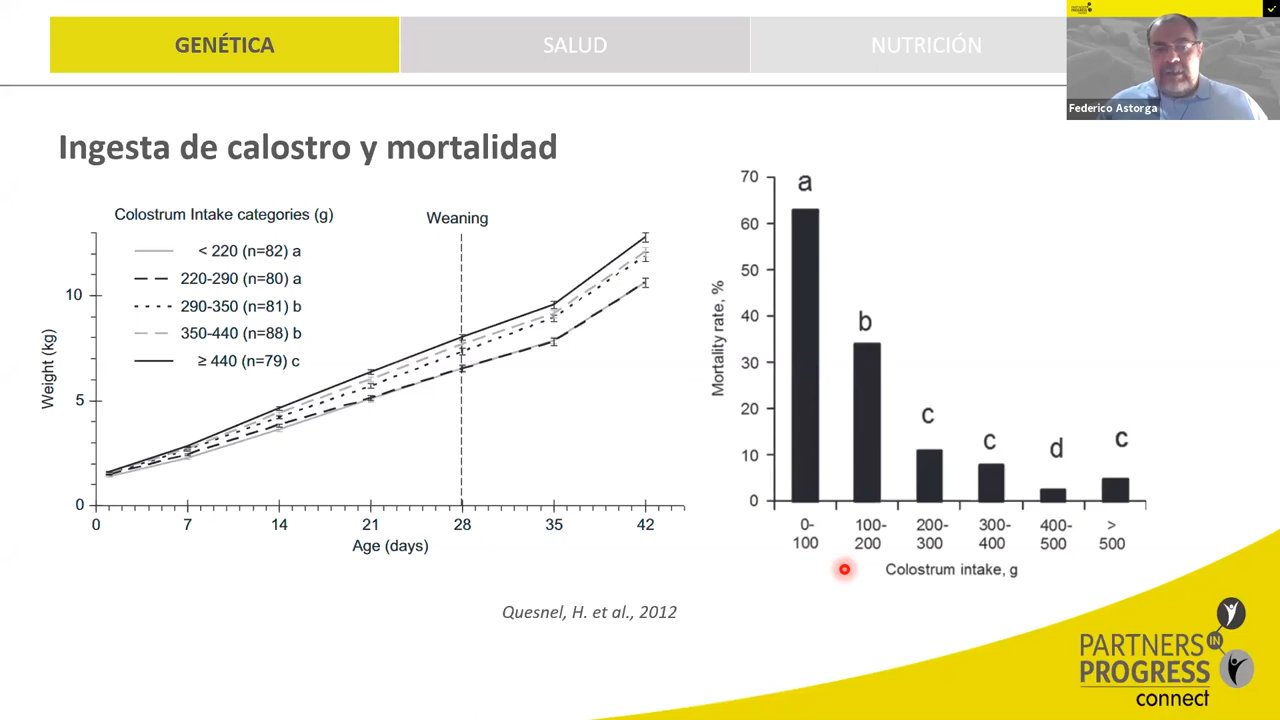 GENÉTICA
SALUD
NUTRICIÓN
Federico Astorga
Ingesta de calostro y mortalidad
Colostrum Intake categories (g)
< 220 (n=82) a
220-290 (n=80) a
290-350 (n=81) b
350-440 (n=88) b
≥ 440 (n=79) c
Weaning
Weight (kg)
10
5
0
0 7 14 21 28 35 42
Age (days)
Mortality rate, %
70
60
50
40
30
20
10
0
a
b
c
c
d
c
0-100
100-200
200-300
300-400
400-500
> 500
Colostrum intake, g
Quesnel, H. et al., 2012
PARTNERS IN
PROGRESS
connect